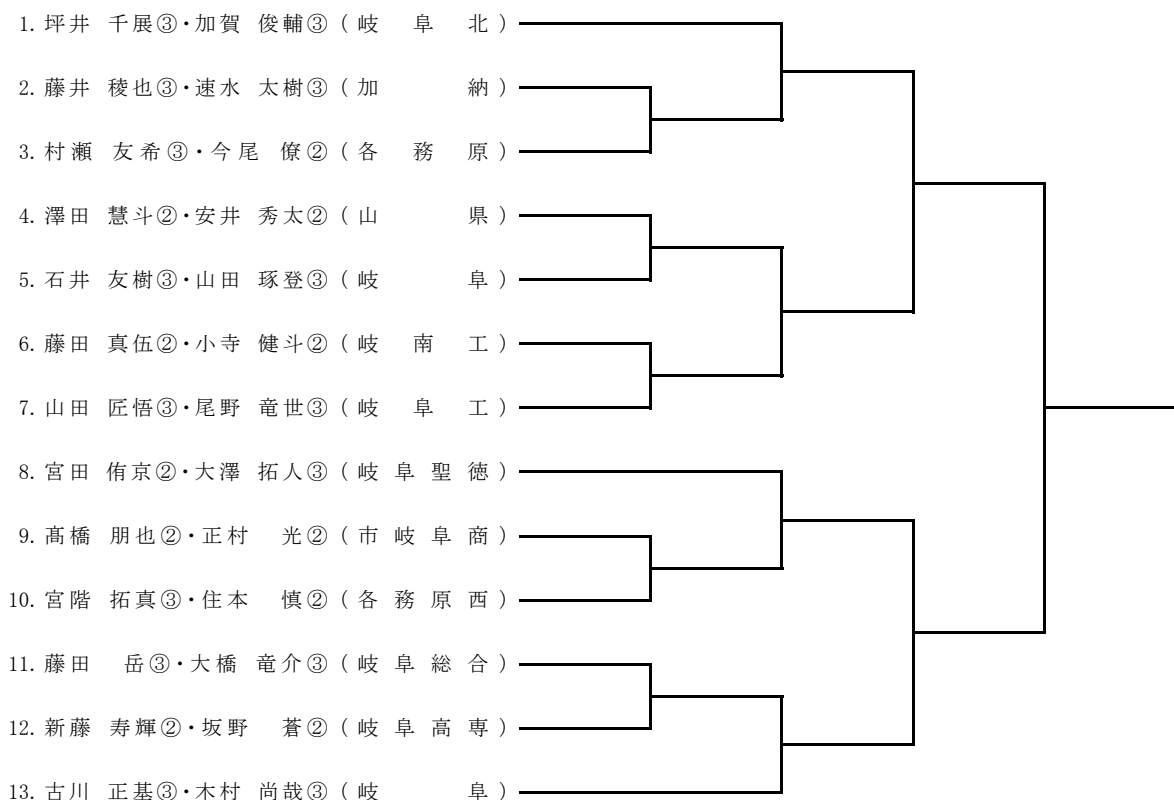 1. 坪井 千展③・加賀 俊輔③ ( 岐 阜 北 )
2. 藤井 稜也③・速水 太樹③ ( 加 納 )
3. 村瀬 友希③・今尾 僚② ( 各 務 原 )
4. 澤田 慧斗②・安井 秀太② ( 山 県 )
5. 石井 友樹③・山田 琢登③ ( 岐 阜 )
6. 藤田 真伍②・小寺 健斗② ( 岐 南 工 )
7. 山田 匠悟③・尾野 竜世③ ( 岐 阜 工 )
8. 宮田 侑京②・大澤 拓人③ ( 岐 阜 聖 徳 )
9. 髙橋 朋也②・正村 光② ( 市 岐 阜 商 )
10. 宮階 拓真③・住本 慎② ( 各 務 原 西 )
11. 藤田 岳③・大橋 竜介③ ( 岐 阜 総 合 )
12. 新藤 寿輝②・坂野 蒼② ( 岐 阜 高 専 )
13. 古川 正基③・木村 尚哉③ ( 岐 阜 )